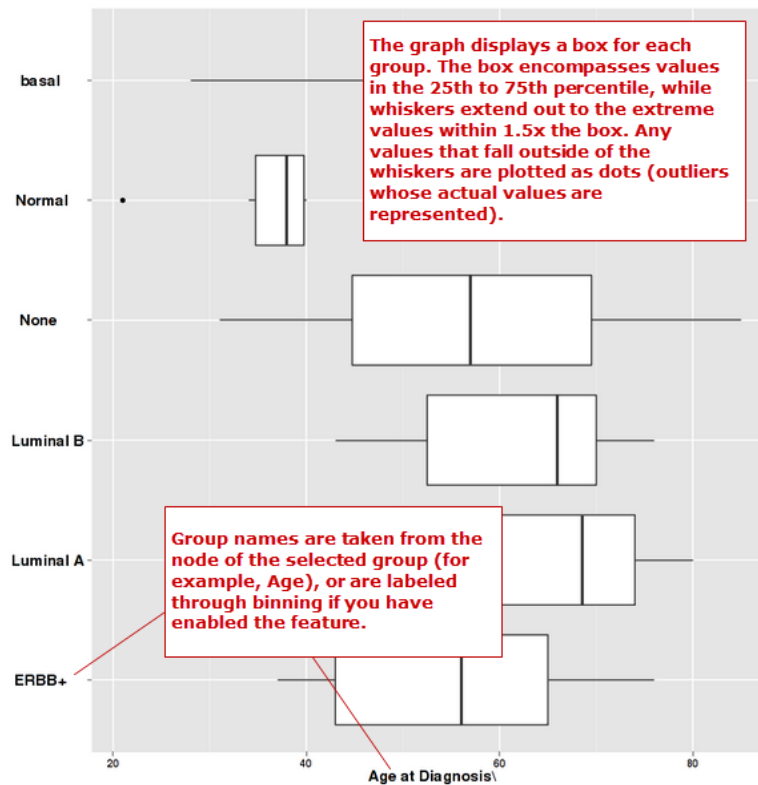 The graph displays a box for each
group. The box encompasses values
in the 25th to 75th percentile, while
whiskers extend out to the extreme
values within 1.5x the box. Any
values that fall outside of the
whiskers are plotted as dots (outliers
whose actual values are
represented).
basal
Normal
None
Luminal B
Luminal A
Group names are taken from the
node of the selected group (for
example, Age), or are labeled
through binning if you have
enabled the feature.
ERBB+
20 40 60 80
Age at Diagnosis\